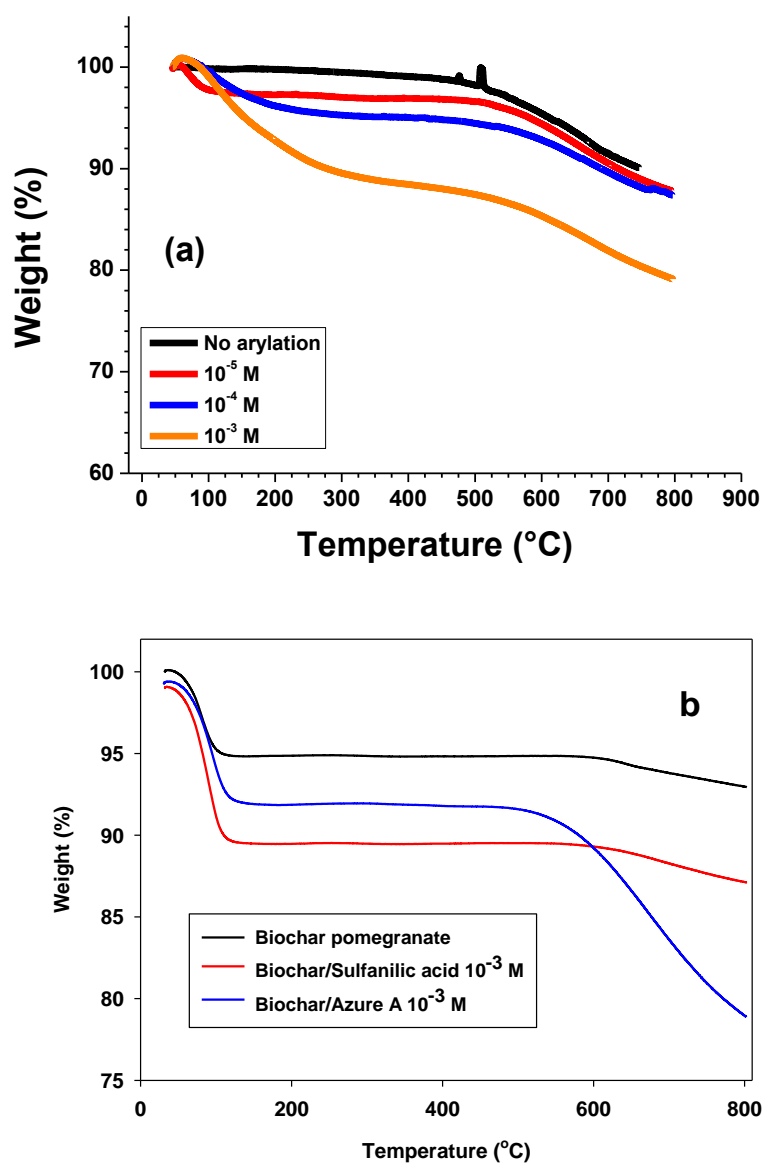 100
90
80
70
60
Weight (%)
(a)
No arylation
10⁻⁵ M
10⁻⁴ M
10⁻³ M
0 100 200 300 400 500 600 700 800 900
Temperature (°C)
100
95
90
85
80
75
Weight (%)
b
Biochar pomegranate
Biochar/Sulfanilic acid 10⁻³ M
Biochar/Azure A 10⁻³ M
0 200 400 600 800
Temperature (°C)